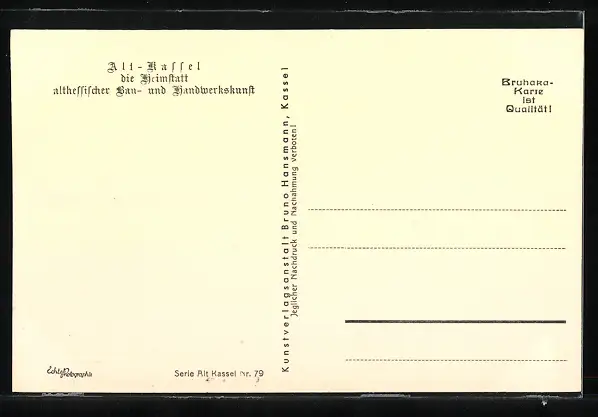 Alt-Kassel
die Heimstatt
althessischer Bau- und Handwerkskunst
Bruhaka-
Karte
ist
Qualität!
Kunstverlagsanstalt Bruno Hansmann, Kassel
Jeglicher Nachdruck und Nachahmung verboten!
Echte Photographie
Serie Alt Kassel Nr. 79